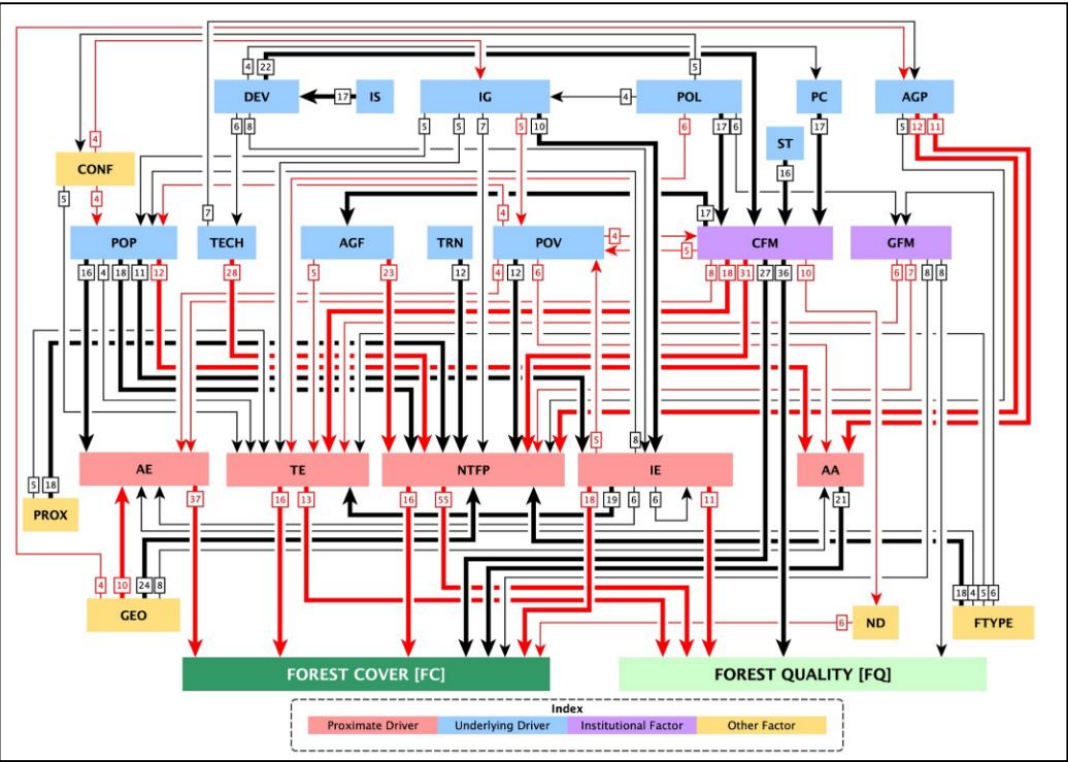 4 22 5
DEV 17 IS IG 4 POL PC AGP
6 8 5 5 7 5 10 6 17 6 17 5 12 11
ST
4
CONF 16
5 4 7 4 17
POP TECH AGF TRN POV 4 CFM GFM
5
16 4 18 11 12 28 5 23 12 4 12 6 8 18 31 27 36 10 6 7 8 8
5 8
AE TE NTFP IE AA
5 18 37 16 13 16 55 18 19 6 6 11 21
PROX
4 10 24 8 18 4 5 6
GEO ND FTYPE
6
FOREST COVER [FC] FOREST QUALITY [FQ]
Index
Proximate Driver Underlying Driver Institutional Factor Other Factor